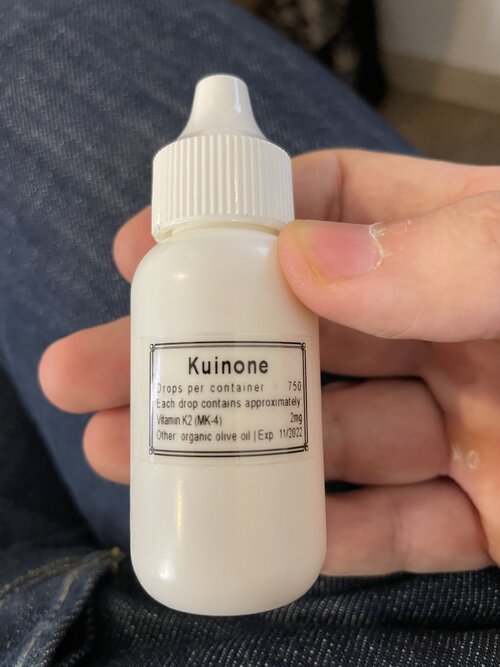 Kuinone
Drops per container 750
Each drop contains approximately
Vitamin K2 (MK-4) 2mg
Other organic olive oil | Exp 11/2022